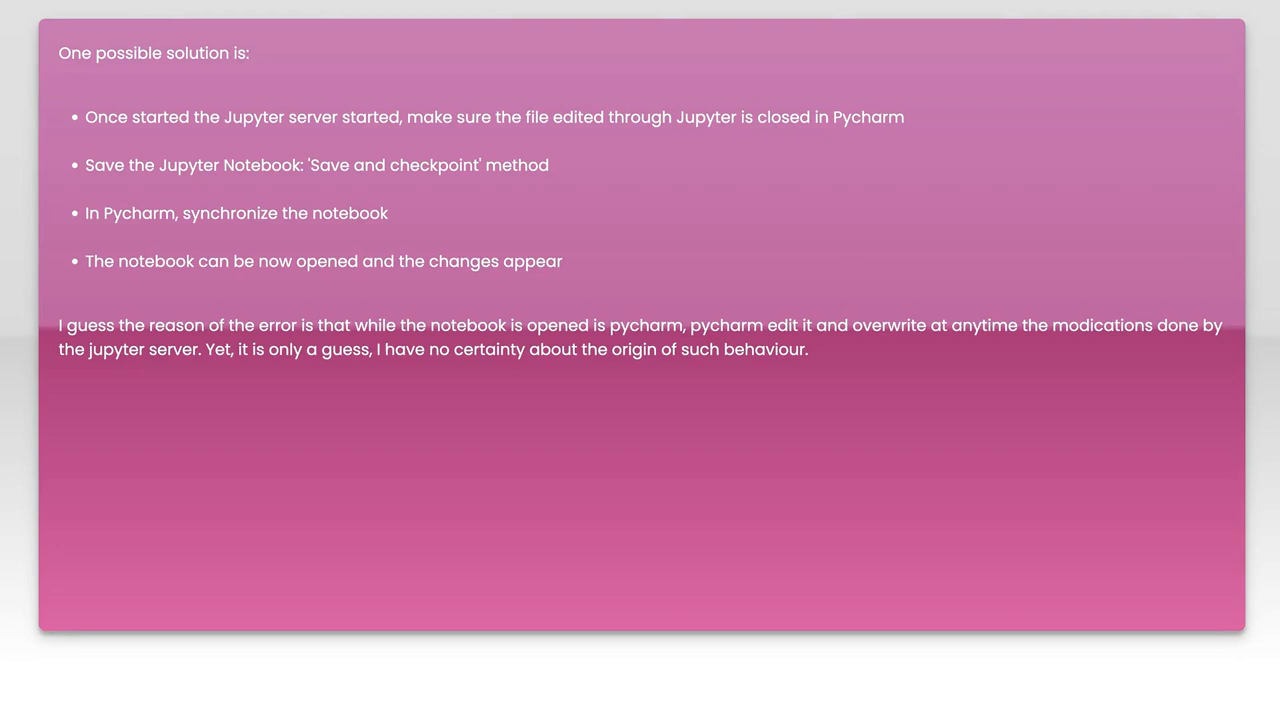 One possible solution is:
• Once started the Jupyter server started, make sure the file edited through Jupyter is closed in Pycharm
• Save the Jupyter Notebook: 'Save and checkpoint' method
• In Pycharm, synchronize the notebook
• The notebook can be now opened and the changes appear
I guess the reason of the error is that while the notebook is opened is pycharm, pycharm edit it and overwrite at anytime the modications done by
the jupyter server. Yet, it is only a guess, I have no certainty about the origin of such behaviour.